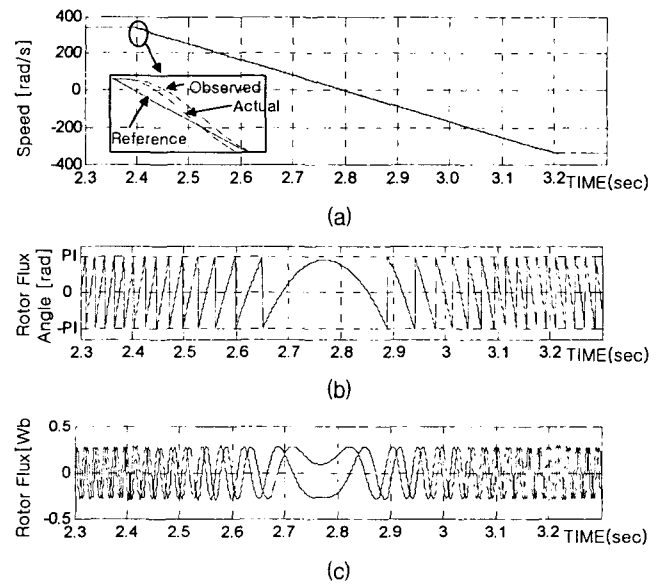 400
200
0
-200
-400
Speed [rad/s]
Observed
Actual
Reference
2.3 2.4 2.5 2.6 2.7 2.8 2.9 3.0 3.1 3.2 TIME(sec)
(a)
PI
0
-PI
Rotor Flux
Angle [rad]
2.3 2.4 2.5 2.6 2.7 2.8 2.9 3 3.1 3.2 TIME(sec)
(b)
0.5
0
-0.5
Rotor Flux[Wb
2.3 2.4 2.5 2.6 2.7 2.8 2.9 3 3.1 3.2 TIME(sec)
(c)